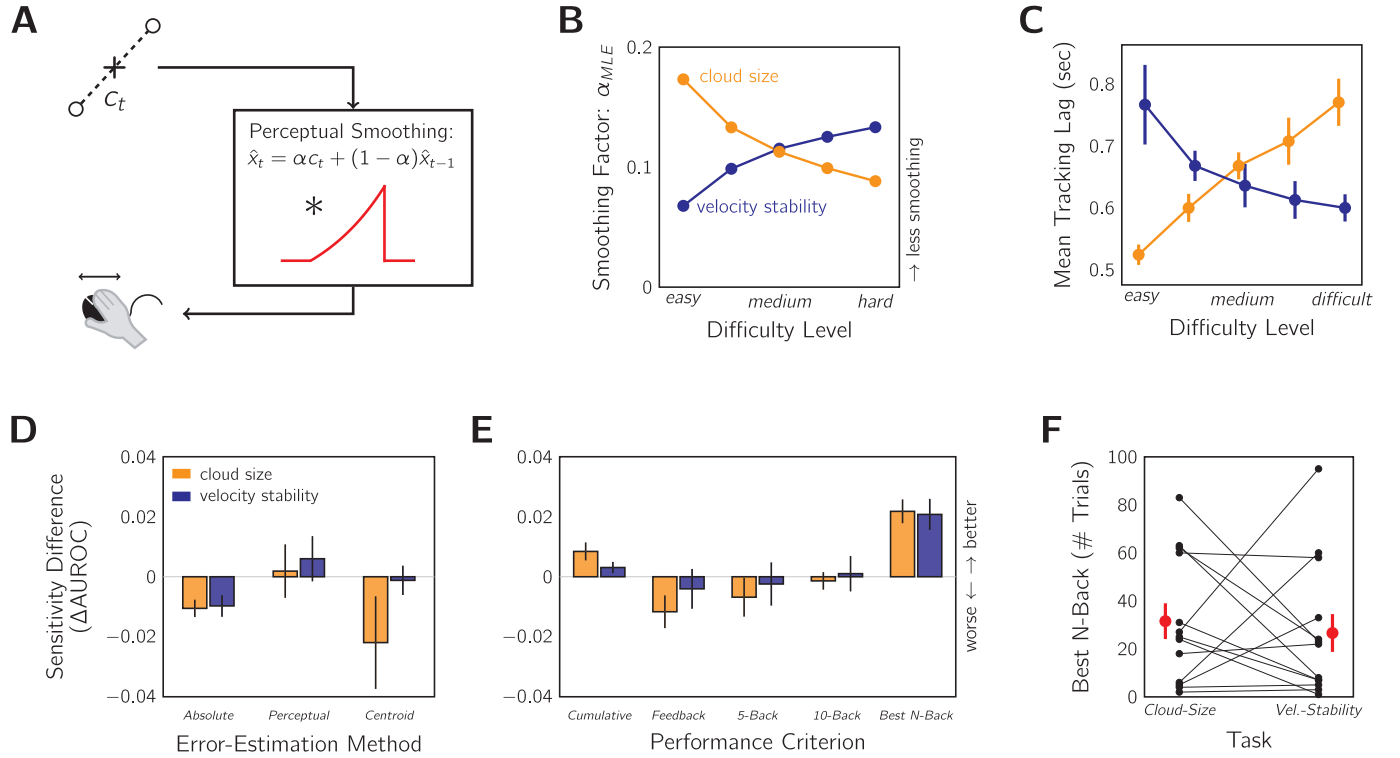 A
c_t
Perceptual Smoothing:
x̂_t = αc_t + (1 − α)x̂_{t−1}
*
B
Smoothing Factor: α_MLE
0.2
0.1
0
cloud size
velocity stability
→ less smoothing
easy medium hard
Difficulty Level
C
Mean Tracking Lag (sec)
0.8
0.7
0.6
0.5
easy medium difficult
Difficulty Level
D
Sensitivity Difference
(ΔAUROC)
0.04
0.02
0
−0.02
−0.04
cloud size
velocity stability
Absolute Perceptual Centroid
Error-Estimation Method
E
0.04
0.02
0
−0.02
−0.04
worse ← → better
Cumulative Feedback 5-Back 10-Back Best N-Back
Performance Criterion
F
Best N-Back (# Trials)
100
80
60
40
20
0
Cloud-Size Vel.-Stability
Task